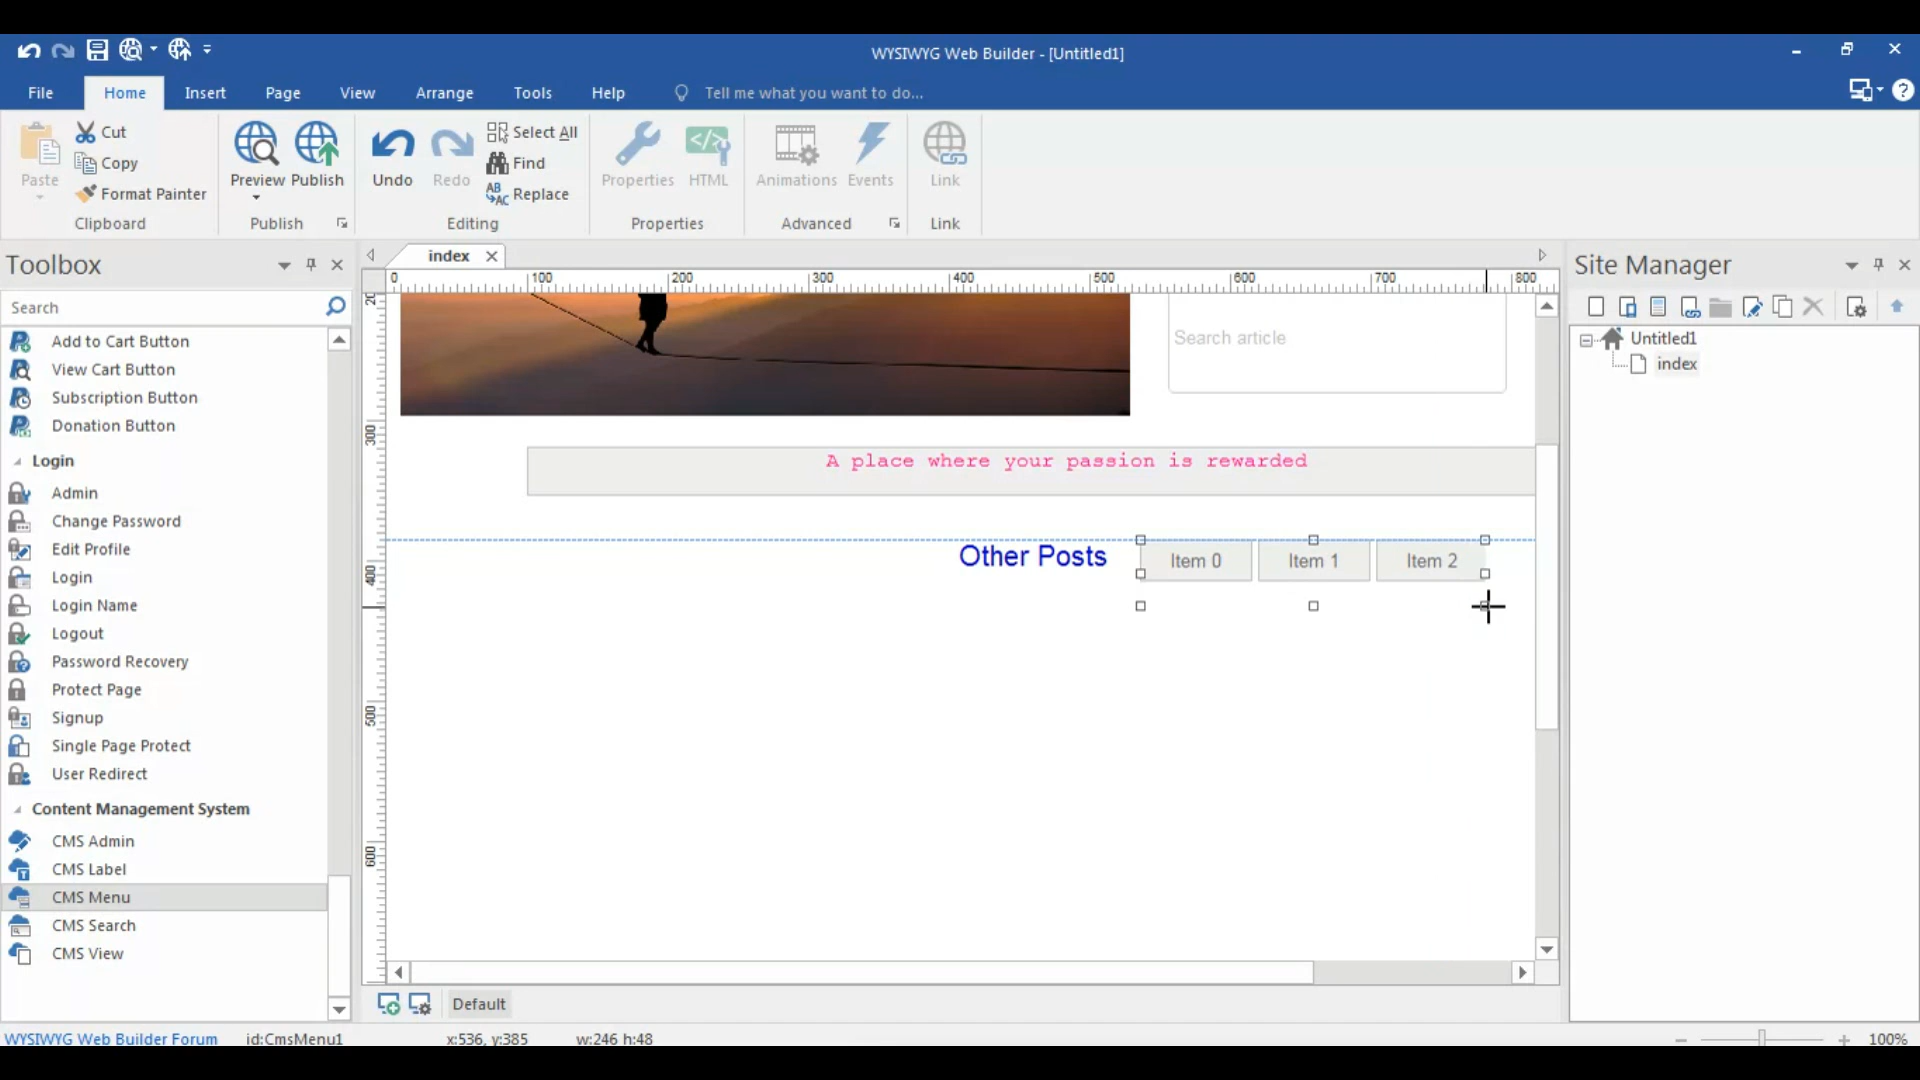 WYSIWYG Web Builder - [Untitled1]
File Home Insert Page View Arrange Tools Help Tell me what you want to do...
Paste
Cut
Copy
Format Painter
Clipboard
Preview Publish
Publish
Undo Redo
Select All
Find
Replace
Editing
Properties HTML
Properties
Animations Events
Advanced
Link
Link
Toolbox
Search
Add to Cart Button
View Cart Button
Subscription Button
Donation Button
Login
Admin
Change Password
Edit Profile
Login
Login Name
Logout
Password Recovery
Protect Page
Signup
Single Page Protect
User Redirect
Content Management System
CMS Admin
CMS Label
CMS Menu
CMS Search
CMS View
index
0 100 200 300 400 500 600 700 800
300
400
500
600
Search article
A place where your passion is rewarded
Other Posts Item 0 Item 1 Item 2
Default
Site Manager
Untitled1
index
WYSIWYG Web Builder Forum id:CmsMenu1 x:536, y:385 w:246 h:48 100%